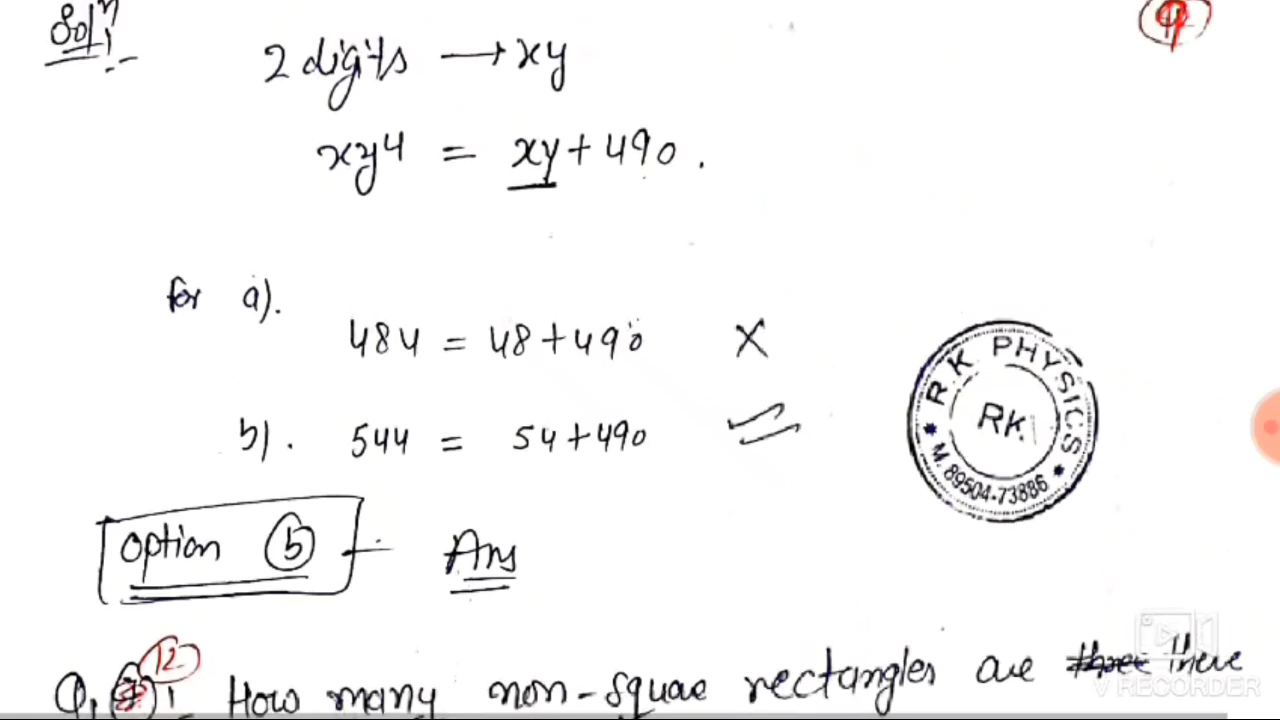 Solⁿ!-
2 digits → xy
xy4 = xy + 490.
for a).
484 = 48 + 490 X
b). 544 = 54 + 490
option (b) Ans
R.K PHYSICS
RK
M. 89504-73886
Q. 12! How many non-squae rectangles are there
V RECORDER